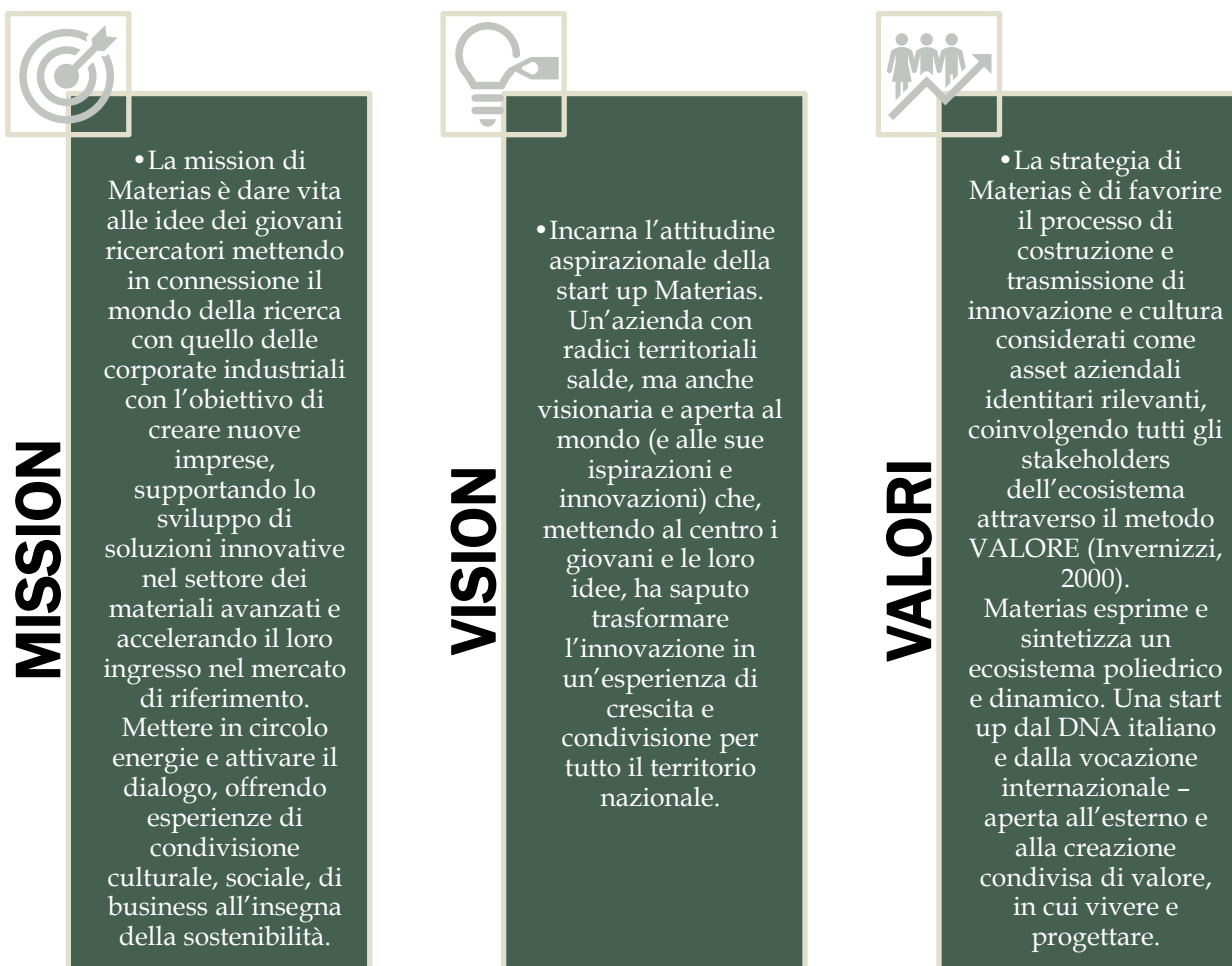 MISSION
•La mission di
Materias è dare vita
alle idee dei giovani
ricercatori mettendo
in connessione il
mondo della ricerca
con quello delle
corporate industriali
con l’obiettivo di
creare nuove
imprese,
supportando lo
sviluppo di
soluzioni innovative
nel settore dei
materiali avanzati e
accelerando il loro
ingresso nel mercato
di riferimento.
Mettere in circolo
energie e attivare il
dialogo, offrendo
esperienze di
condivisione
culturale, sociale, di
business all’insegna
della sostenibilità.
VISION
•Incarna l’attitudine
aspirazionale della
start up Materias.
Un’azienda con
radici territoriali
salde, ma anche
visionaria e aperta al
mondo (e alle sue
ispirazioni e
innovazioni) che,
mettendo al centro i
giovani e le loro
idee, ha saputo
trasformare
l’innovazione in
un’esperienza di
crescita e
condivisione per
tutto il territorio
nazionale.
VALORI
•La strategia di
Materias è di favorire
il processo di
costruzione e
trasmissione di
innovazione e cultura
considerati come
asset aziendali
identitari rilevanti,
coinvolgendo tutti gli
stakeholders
dell’ecosistema
attraverso il metodo
VALORE (Invernizzi,
2000).
Materias esprime e
sintetizza un
ecosistema poliedrico
e dinamico. Una start
up dal DNA italiano
e dalla vocazione
internazionale –
aperta all’esterno e
alla creazione
condivisa di valore,
in cui vivere e
progettare.